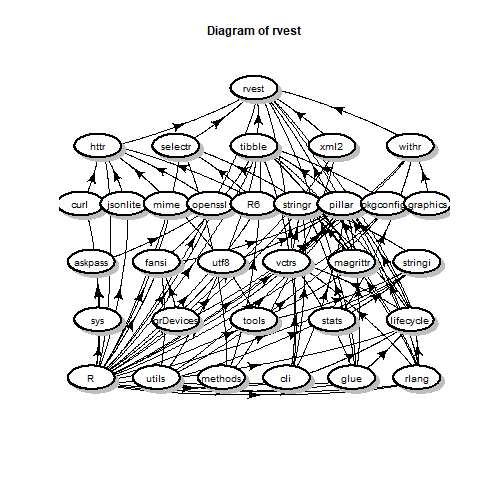 Diagram of rvest
rvest
httr selectr tibble xml2 withr
curl jsonlite mime openssl R6 stringr pillar pkgconfig graphics
askpass fansi utf8 vctrs magrittr stringi
sys grDevices tools stats lifecycle
R utils methods cli glue rlang